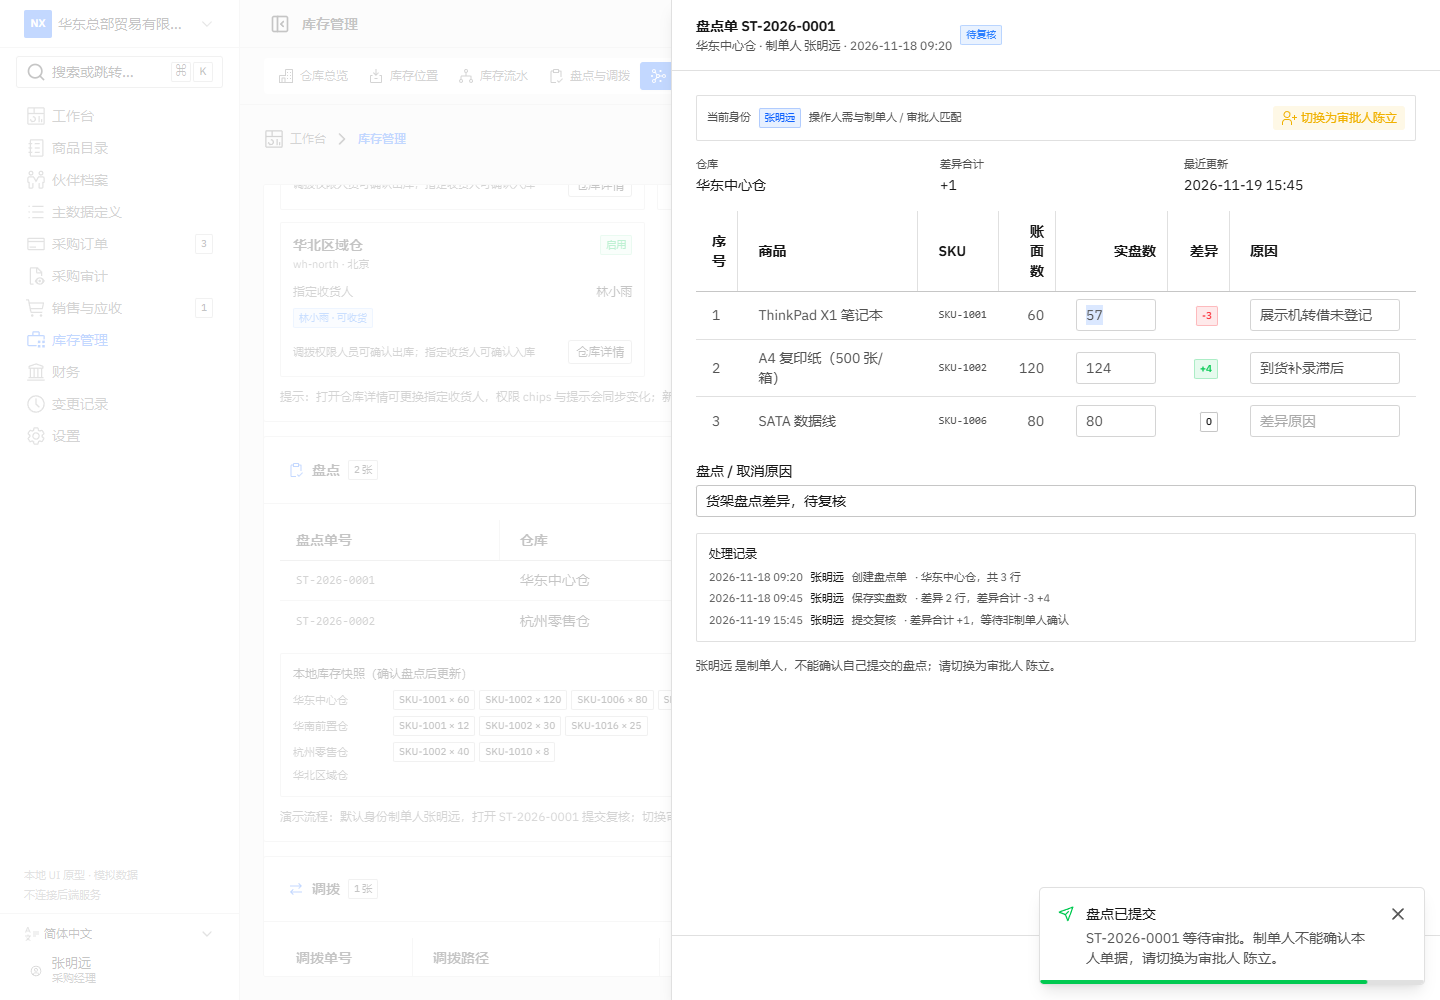 NX 华东总部贸易有限...
搜索或跳转... ⌘ K
工作台
商品目录
伙伴档案
主数据定义
采购订单 3
采购审计
销售与应收 1
库存管理
财务
变更记录
设置
本地 UI 原型 · 模拟数据
不连接后端服务
简体中文
张明远
采购经理
库存管理
仓库总览 库存位置 库存流水 盘点与调拨
工作台 库存管理
调拨权限人员可确认出库；指定收货人可确认入库 仓库详情
华北区域仓 启用
wh-north · 北京
指定收货人 林小雨
林小雨 · 可收货
调拨权限人员可确认出库；指定收货人可确认入库 仓库详情
提示：打开仓库详情可更换指定收货人，权限 chips 与提示会同步变化；新
盘点 2 张
盘点单号 仓库
ST-2026-0001 华东中心仓
ST-2026-0002 杭州零售仓
本地库存快照（确认盘点后更新）
华东中心仓 SKU-1001 × 60 SKU-1002 × 120 SKU-1006 × 80
华南前置仓 SKU-1001 × 12 SKU-1002 × 30 SKU-1016 × 25
杭州零售仓 SKU-1002 × 40 SKU-1010 × 8
华北区域仓
演示流程：默认身份制单人张明远，打开 ST-2026-0001 提交复核；切换审
调拨 1 张
调拨单号 调拨路径
盘点单 ST-2026-0001
华东中心仓 · 制单人 张明远 · 2026-11-18 09:20 待复核
当前身份 张明远 操作人需与制单人 / 审批人匹配 切换为审批人陈立
仓库 差异合计 最近更新
华东中心仓 +1 2026-11-19 15:45
序号 商品 SKU 账面数 实盘数 差异 原因
1 ThinkPad X1 笔记本 SKU-1001 60 57 -3 展示机转借未登记
2 A4 复印纸（500 张/箱） SKU-1002 120 124 +4 到货补录滞后
3 SATA 数据线 SKU-1006 80 80 0 差异原因
盘点 / 取消原因
货架盘点差异，待复核
处理记录
2026-11-18 09:20 张明远 创建盘点单 · 华东中心仓，共 3 行
2026-11-18 09:45 张明远 保存实盘数 · 差异 2 行，差异合计 -3 +4
2026-11-19 15:45 张明远 提交复核 · 差异合计 +1，等待非制单人确认
张明远 是制单人，不能确认自己提交的盘点；请切换为审批人 陈立。
盘点已提交
ST-2026-0001 等待审批。制单人不能确认本
人单据，请切换为审批人 陈立。